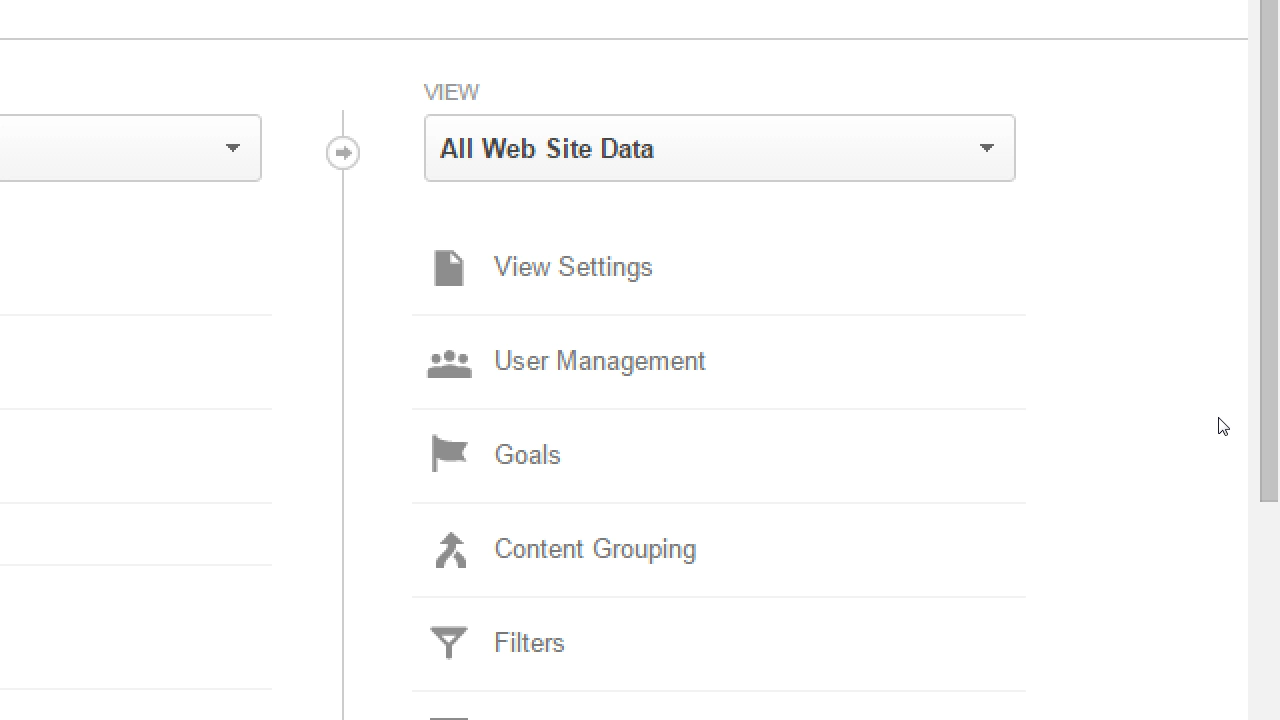 VIEW
All Web Site Data
View Settings
User Management
Goals
Content Grouping
Filters